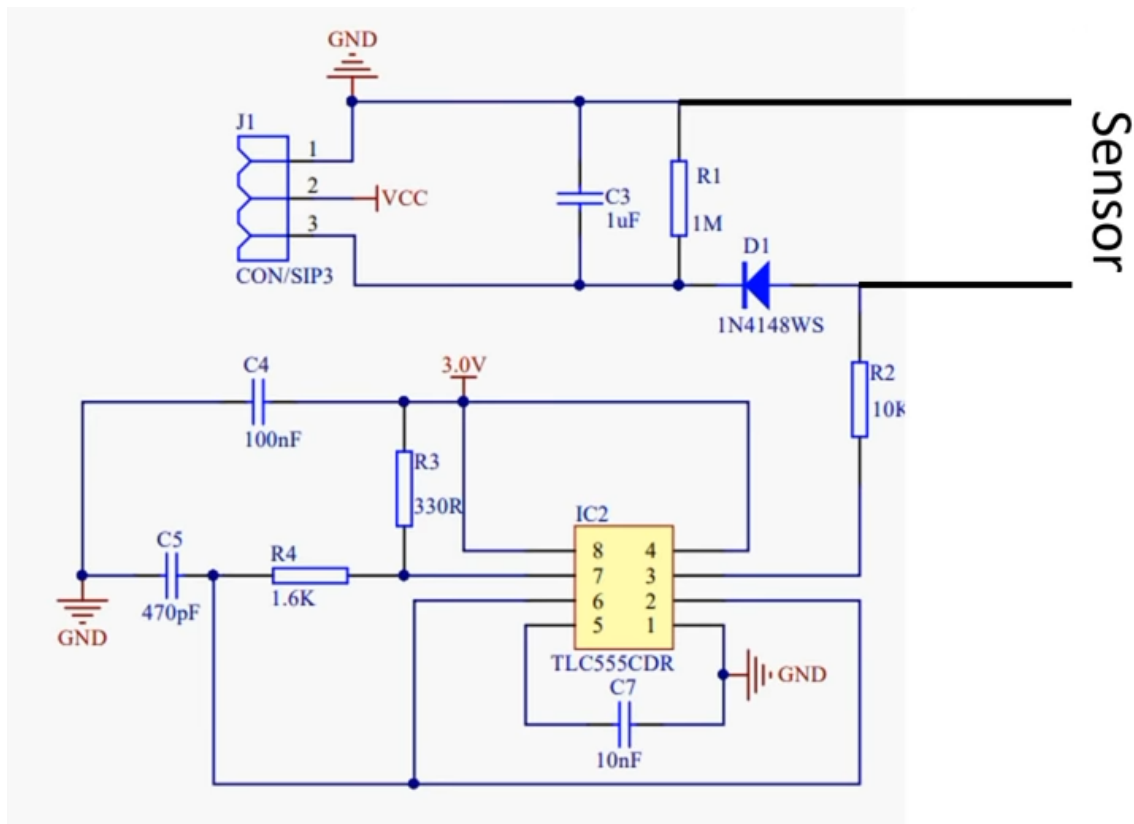 GND
J1
1
2
VCC
3
CON/SIP3
C3
1uF
R1
1M
D1
1N4148WS
Sensor
C4
100nF
3.0V
R2
10K
R3
330R
IC2
C5
470pF
R4
1.6K
8 4
7 3
6 2
5 1
GND
TLC555CDR
GND
C7
10nF